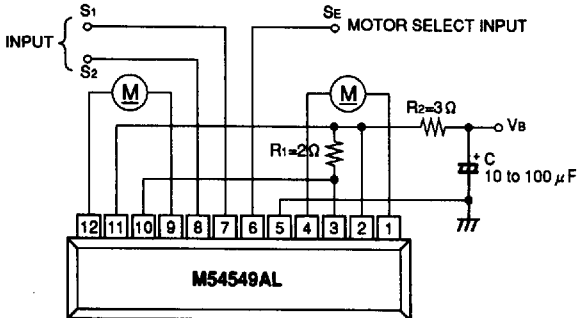 S1
INPUT
S2
SE MOTOR SELECT INPUT
M
M
R2=3Ω
VB
R1=2Ω
+ C
10 to 100 μF
12 11 10 9 8 7 6 5 4 3 2 1
M54549AL